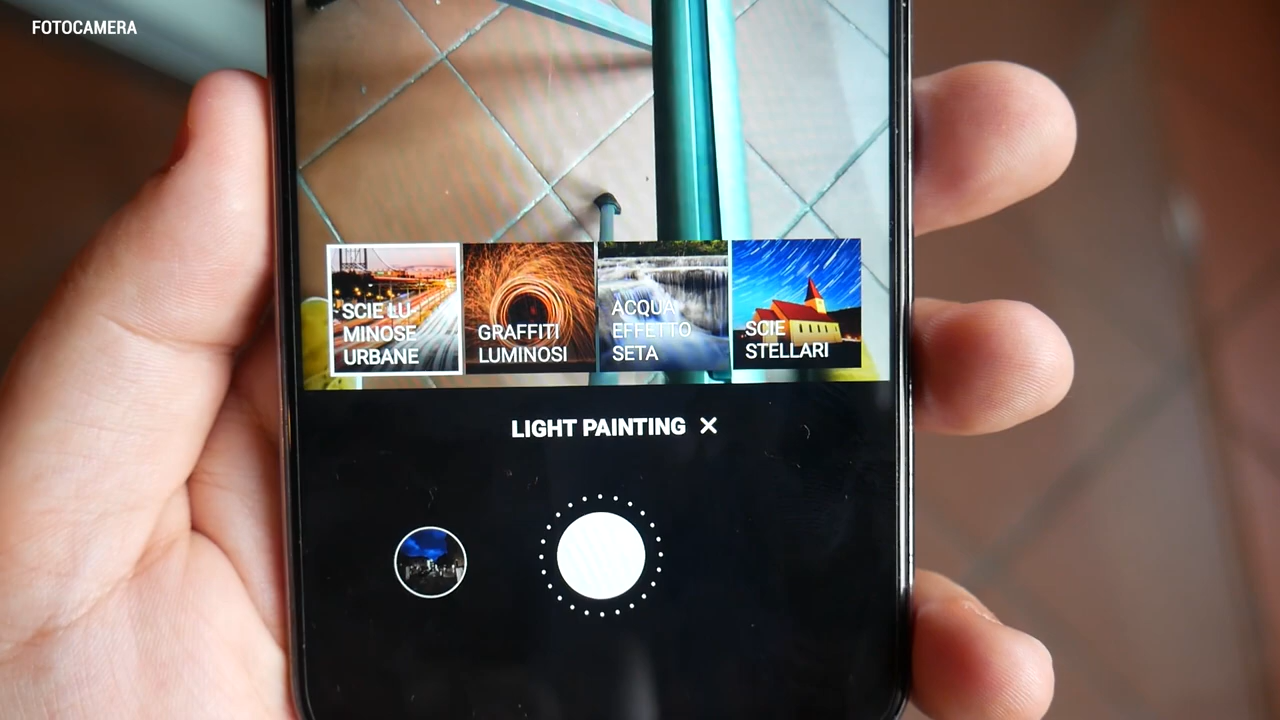 FOTOCAMERA
SCIE LU
MINOSE
URBANE
GRAFFITI
LUMINOSI
ACQUA
EFFETTO
SETA
SCIE
STELLARI
LIGHT PAINTING ✕